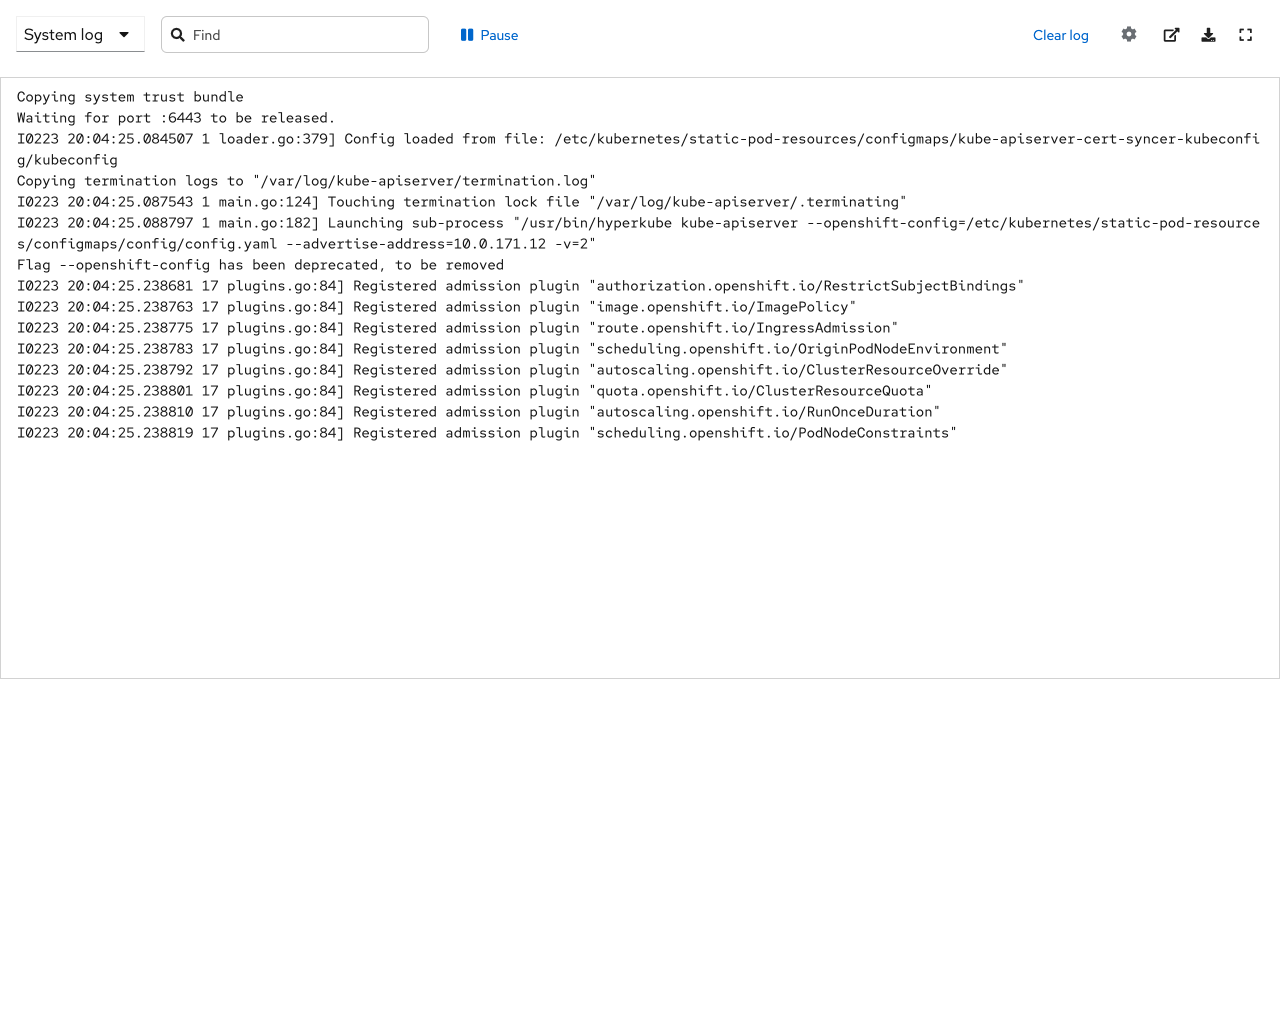 System log
Find
Pause
Clear log
Copying system trust bundle
Waiting for port :6443 to be released.
I0223 20:04:25.084507 1 loader.go:379] Config loaded from file: /etc/kubernetes/static-pod-resources/configmaps/kube-apiserver-cert-syncer-kubeconfi
g/kubeconfig
Copying termination logs to "/var/log/kube-apiserver/termination.log"
I0223 20:04:25.087543 1 main.go:124] Touching termination lock file "/var/log/kube-apiserver/.terminating"
I0223 20:04:25.088797 1 main.go:182] Launching sub-process "/usr/bin/hyperkube kube-apiserver --openshift-config=/etc/kubernetes/static-pod-resource
s/configmaps/config/config.yaml --advertise-address=10.0.171.12 -v=2"
Flag --openshift-config has been deprecated, to be removed
I0223 20:04:25.238681 17 plugins.go:84] Registered admission plugin "authorization.openshift.io/RestrictSubjectBindings"
I0223 20:04:25.238763 17 plugins.go:84] Registered admission plugin "image.openshift.io/ImagePolicy"
I0223 20:04:25.238775 17 plugins.go:84] Registered admission plugin "route.openshift.io/IngressAdmission"
I0223 20:04:25.238783 17 plugins.go:84] Registered admission plugin "scheduling.openshift.io/OriginPodNodeEnvironment"
I0223 20:04:25.238792 17 plugins.go:84] Registered admission plugin "autoscaling.openshift.io/ClusterResourceOverride"
I0223 20:04:25.238801 17 plugins.go:84] Registered admission plugin "quota.openshift.io/ClusterResourceQuota"
I0223 20:04:25.238810 17 plugins.go:84] Registered admission plugin "autoscaling.openshift.io/RunOnceDuration"
I0223 20:04:25.238819 17 plugins.go:84] Registered admission plugin "scheduling.openshift.io/PodNodeConstraints"